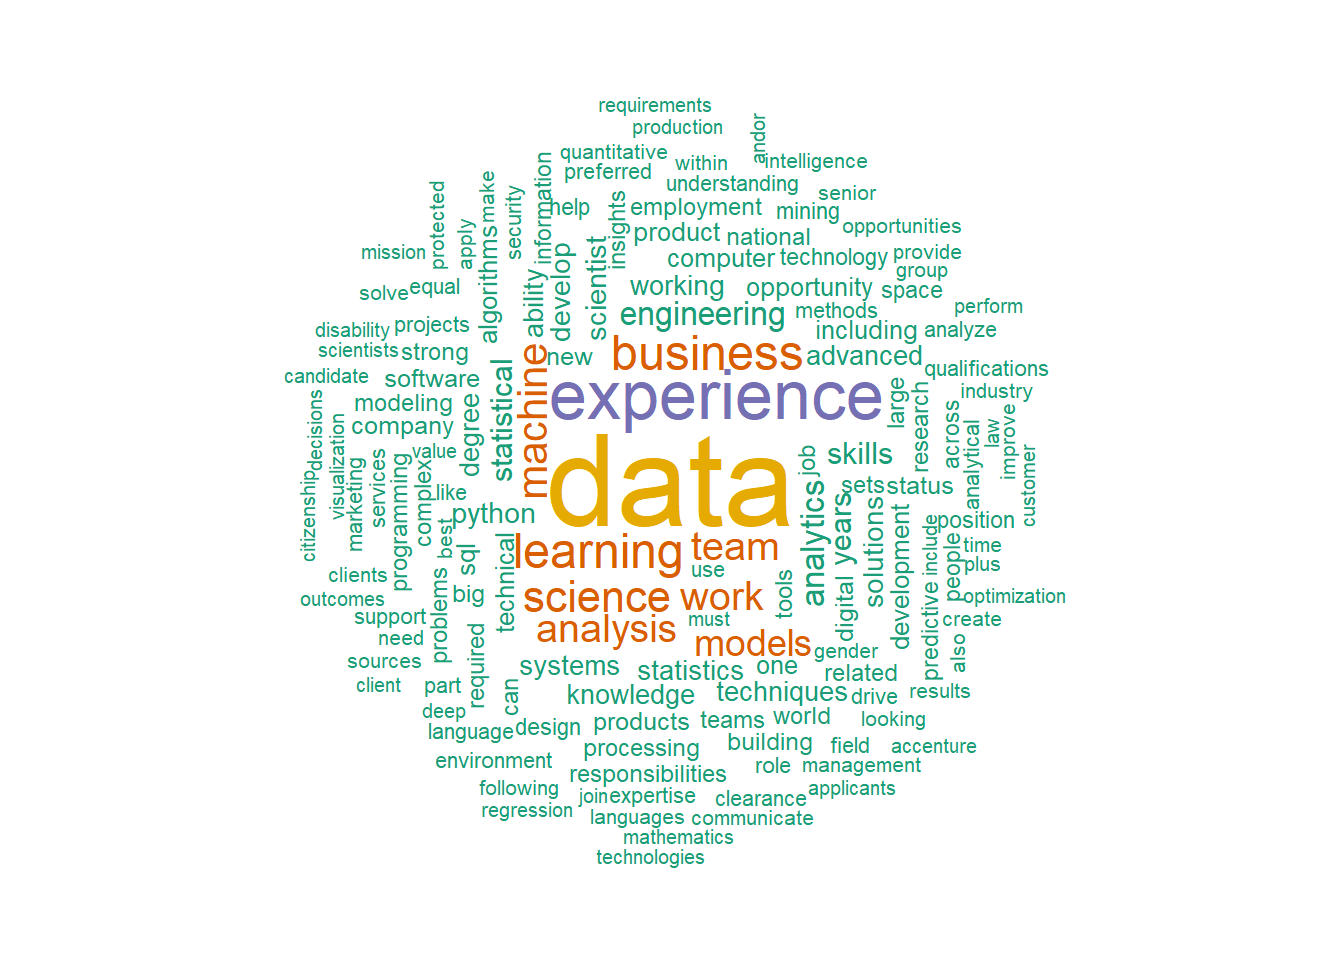 requirements
production
andor
quantitative
within
intelligence
preferred
understanding
senior
information
make
security
protected
help
employment
mining
insights
opportunities
product
national
apply
mission
scientist
develop
algorithms
computer
technology
provide
group
ability
equal
solve
working
opportunity
space
engineering
methods
perform
disability
projects
including
analyze
scientists
strong
new
business
advanced
machine
statistical
candidate
software
experience
large
qualifications
industry
modeling
degree
research
across
analytical
law
improve
decisions
company
visualization
value
data
job
skills
customer
citizenship
marketing
services
programming
complex
like
python
analytics
years
sets
status
solutions
development
position
include
best
sql
technical
learning
team
time
people
plus
clients
use
tools
digital
predictive
outcomes
big
r
science
work
optimization
support
problems
analysis
must
models
create
also
need
required
gender
sources
systems
statistics
one
related
client
part
can
knowledge
techniques
drive
results
deep
language
design
products
teams
world
looking
environment
processing
building
field
accenture
responsibilities
role
management
following
join
expertise
clearance
applicants
regression
languages
communicate
mathematics
technologies